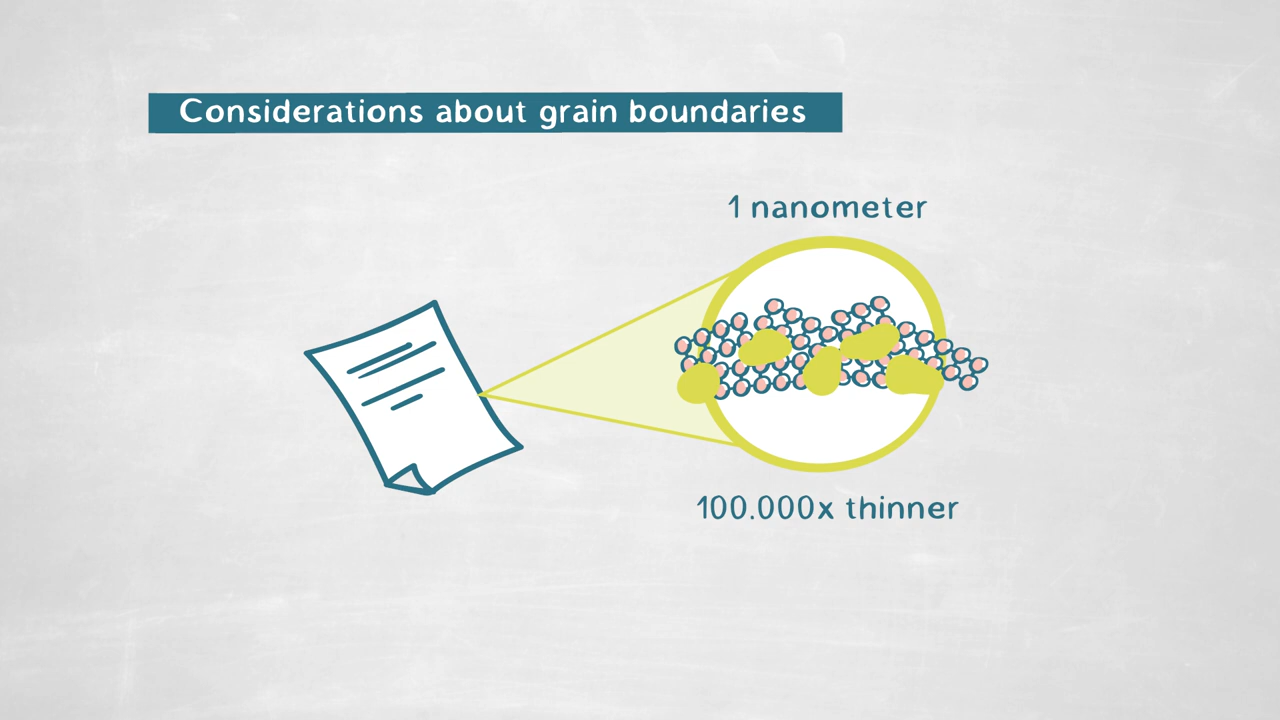 Considerations about grain boundaries
1 nanometer
100.000x thinner